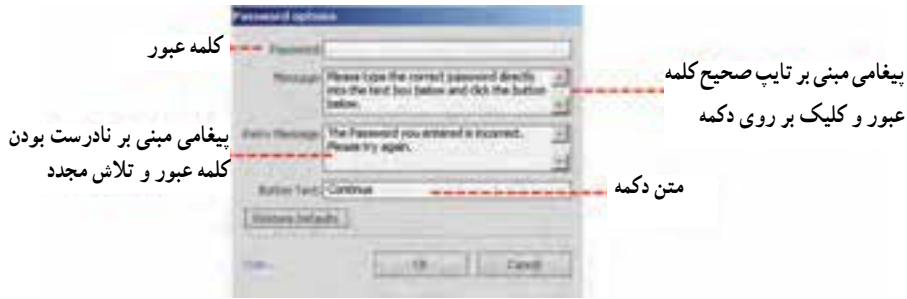 Password options
کلمه عبور
Password
Message
Please type the correct password directly
into the text box below and click the button
below.
پیغامی مبنی بر تایپ صحیح کلمه
عبور و کلیک بر روی دکمه
Retry Message
The Password you entered is incorrect.
Please try again.
پیغامی مبنی بر نادرست بودن
کلمه عبور و تلاش مجدد
Button Text
Continue
متن دکمه
Restore Defaults
OK
Cancel